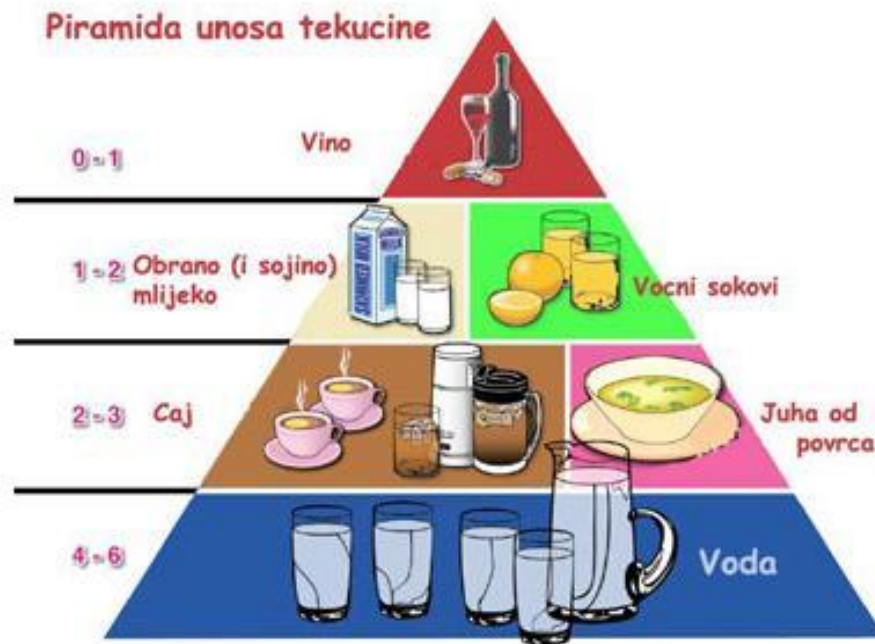 Piramida unosa tekucine
0-1
Vino
1-2
Obrano (i sojino)
mlijeko
MILK
Vocni sokovi
2-3
Caj
Juha od
povrca
4-6
Voda